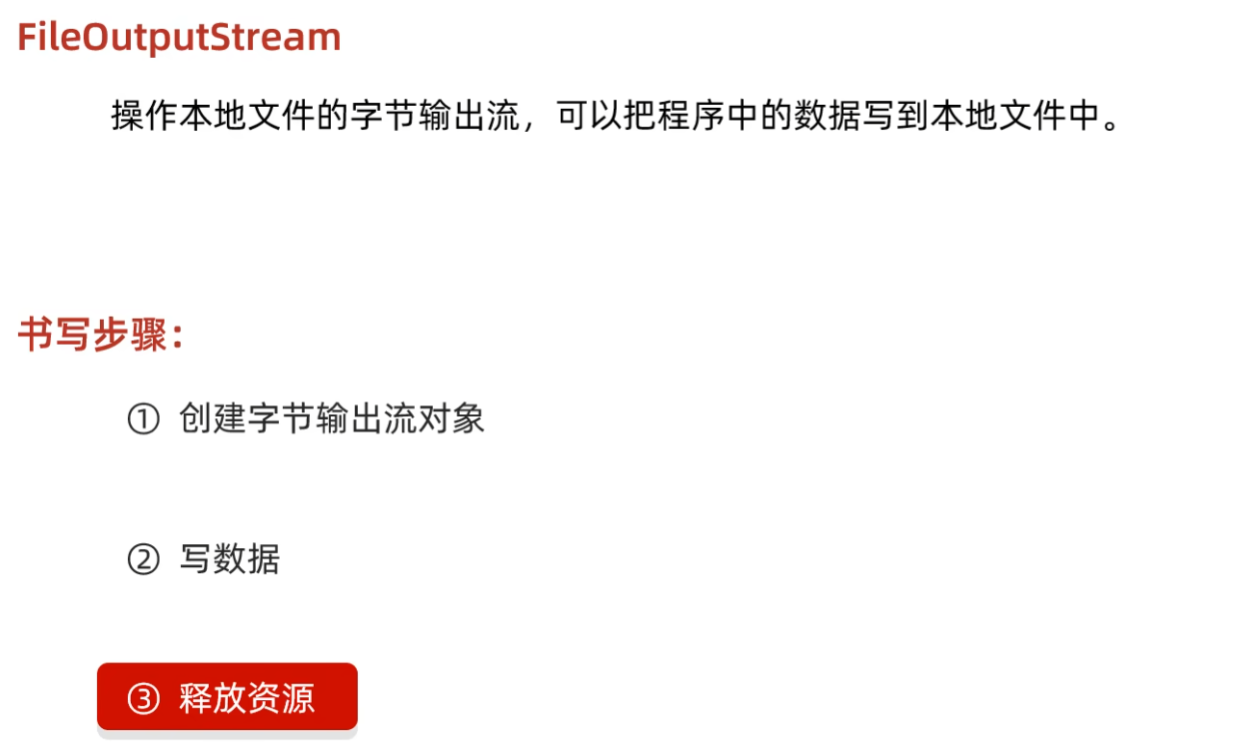 FileOutputStream
操作本地文件的字节输出流，可以把程序中的数据写到本地文件中。
书写步骤：
① 创建字节输出流对象
② 写数据
③ 释放资源